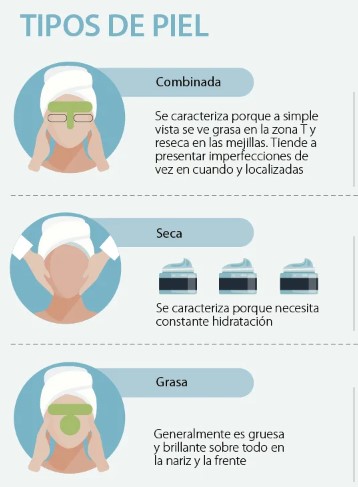 TIPOS DE PIEL
Combinada
Se caracteriza porque a simple
vista se ve grasa en la zona T y
reseca en las mejillas. Tiende a
presentar imperfecciones de
vez en cuando y localizadas
Seca
Se caracteriza porque necesita
constante hidratación
Grasa
Generalmente es gruesa
y brillante sobre todo en
la nariz y la frente